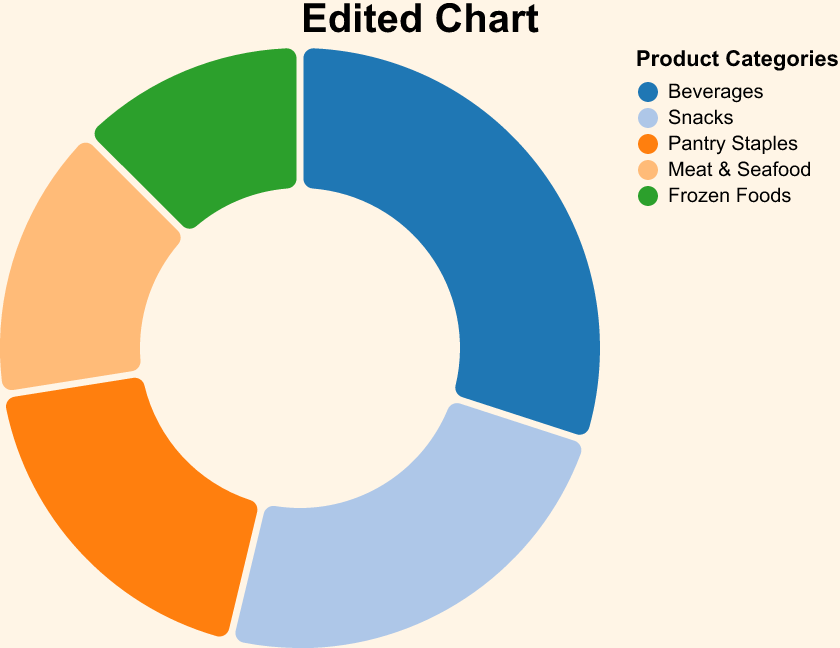 Edited Chart
Product Categories
Beverages
Snacks
Pantry Staples
Meat & Seafood
Frozen Foods